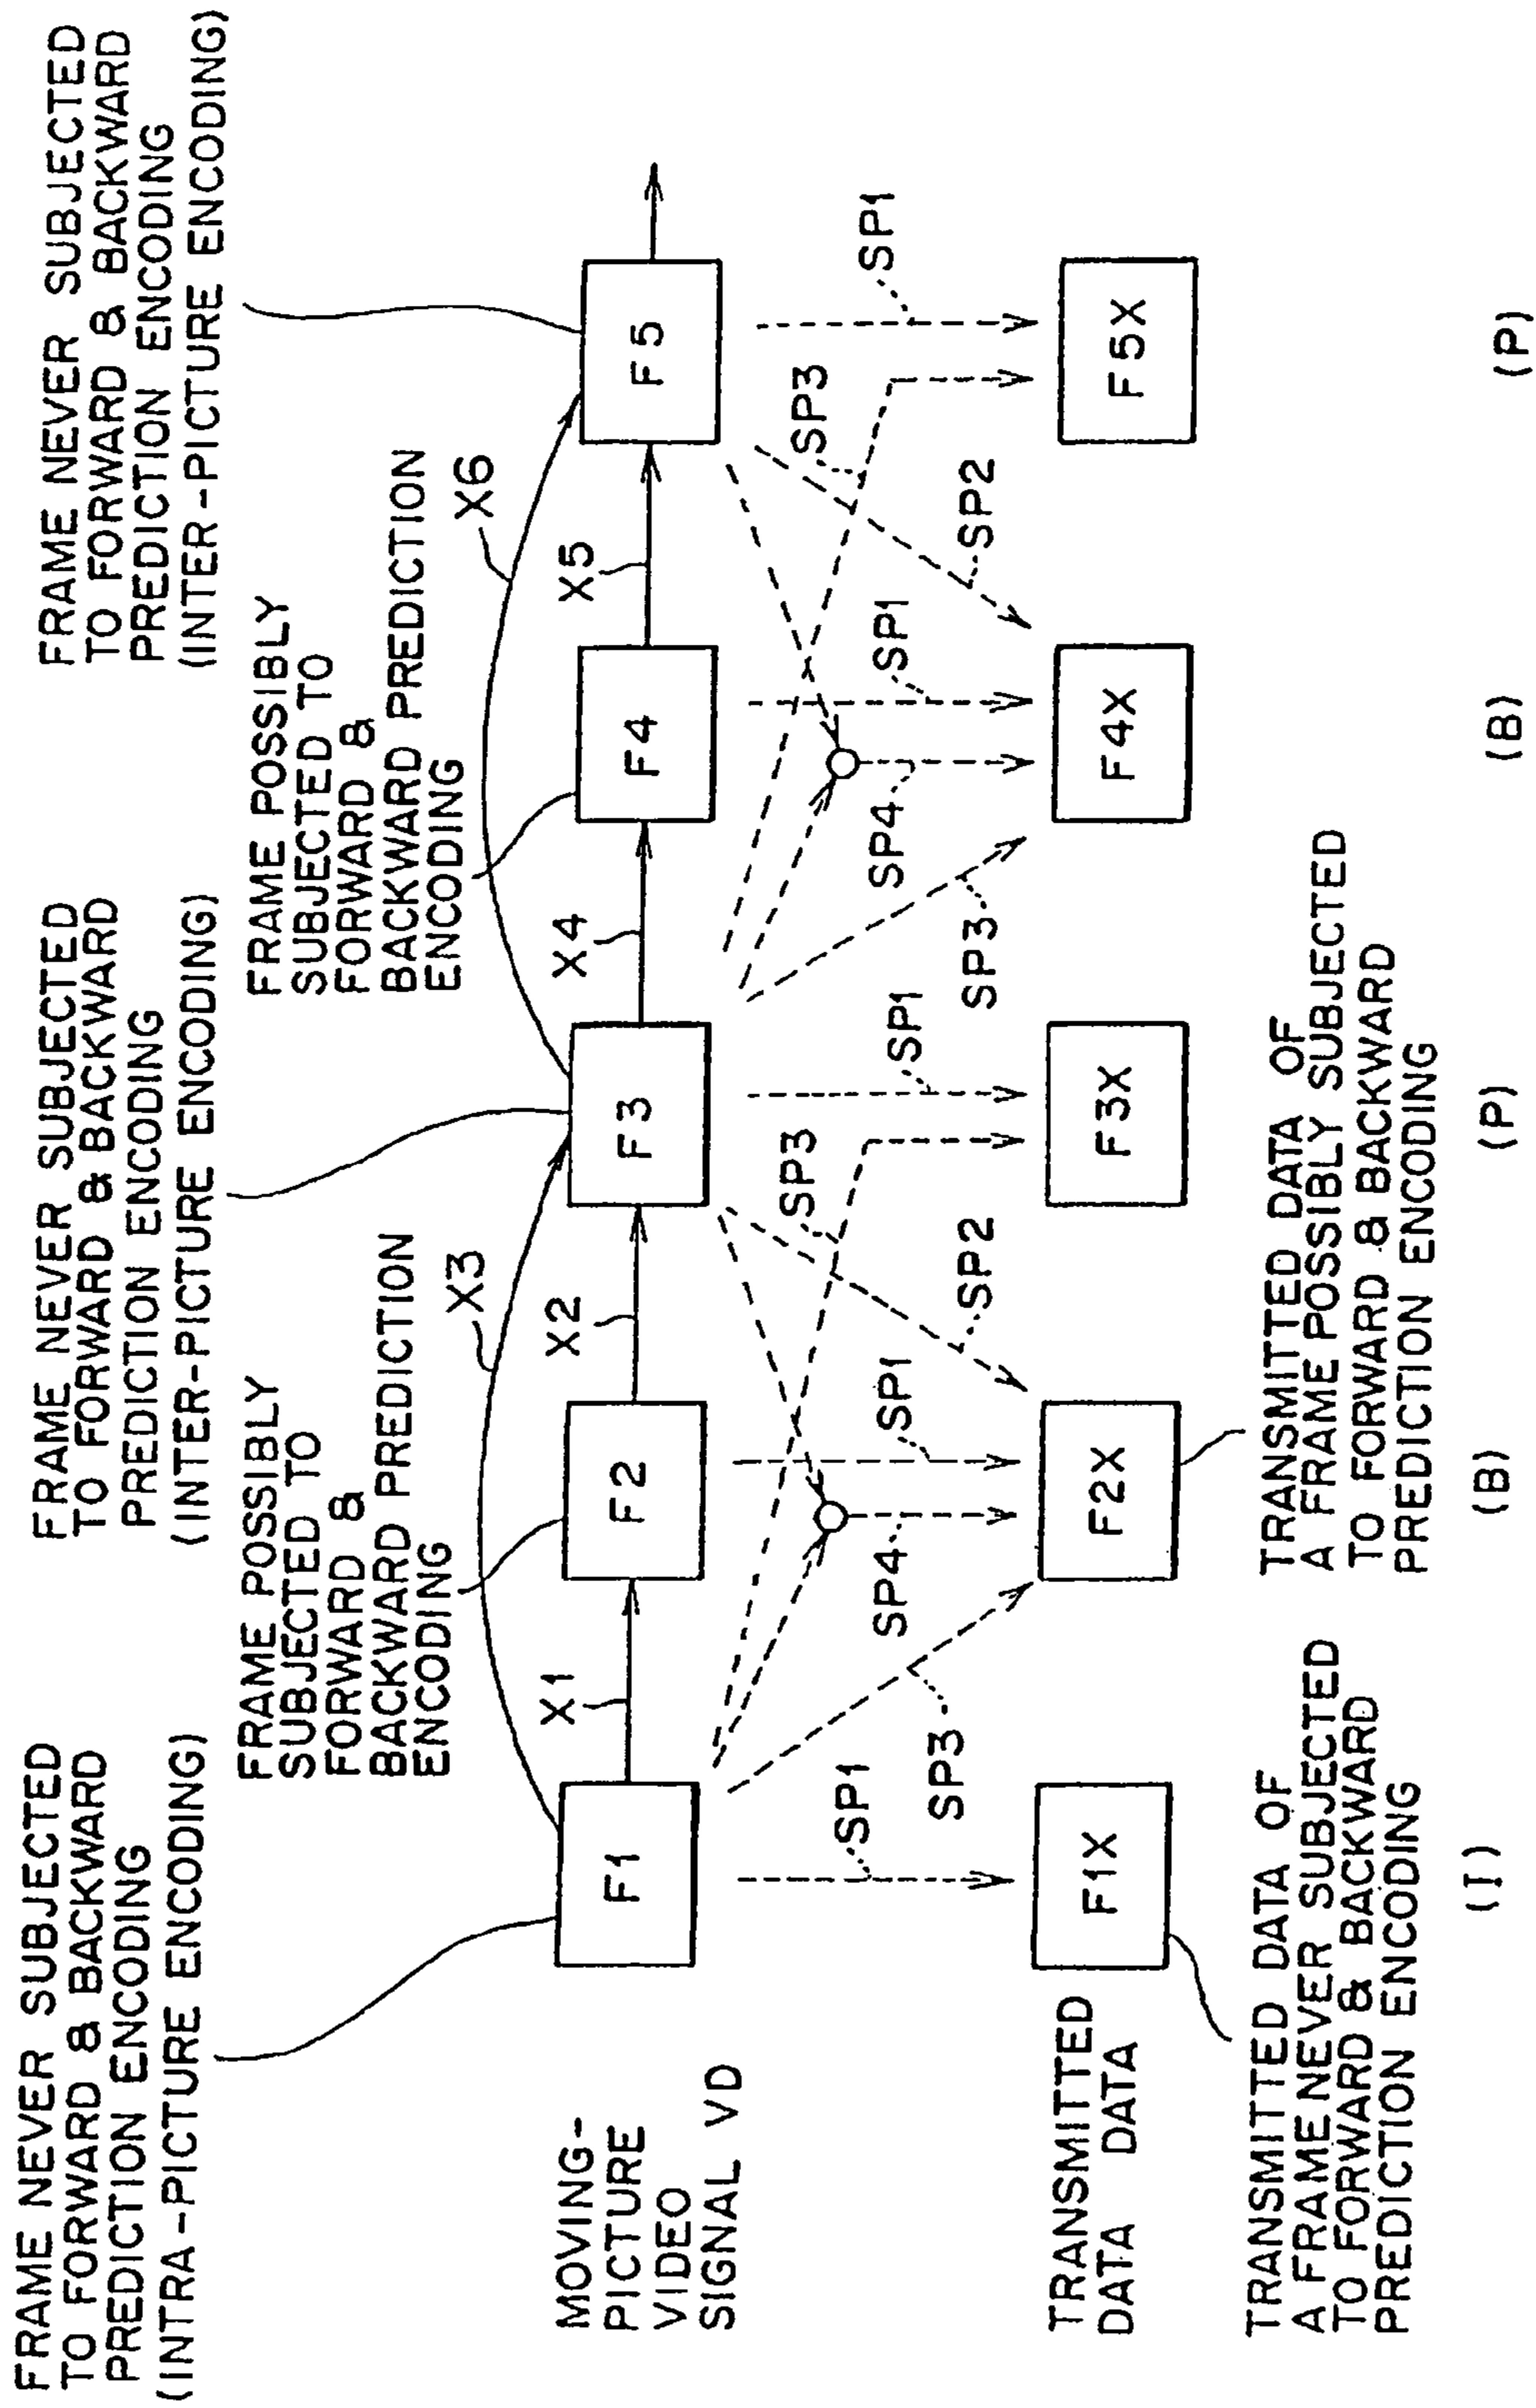 FRAME NEVER SUBJECTED
TO FORWARD & BACKWARD
PREDICTION ENCODING
(INTRA-PICTURE ENCODING)
FRAME NEVER SUBJECTED
TO FORWARD & BACKWARD
PREDICTION ENCODING
(INTER-PICTURE ENCODING)
FRAME NEVER SUBJECTED
TO FORWARD & BACKWARD
PREDICTION ENCODING
(INTER-PICTURE ENCODING)
FRAME POSSIBLY
SUBJECTED TO
FORWARD &
BACKWARD PREDICTION
ENCODING
FRAME POSSIBLY
SUBJECTED TO
FORWARD &
BACKWARD PREDICTION
ENCODING
X3
X6
MOVING-
PICTURE
VIDEO
SIGNAL VD
F1
X1
F2
X2
F3
X4
F4
X5
F5
SP1
SP3
SP4
SP1
SP3
SP2
SP1
SP3
SP4
SP1
SP3
SP2
SP1
TRANSMITTED
DATA DATA
F1X
F2X
F3X
F4X
F5X
TRANSMITTED DATA OF
A FRAME NEVER SUBJECTED
TO FORWARD & BACKWARD
PREDICTION ENCODING
TRANSMITTED DATA OF
A FRAME POSSIBLY SUBJECTED
TO FORWARD & BACKWARD
PREDICTION ENCODING
(I)
(B)
(P)
(B)
(P)